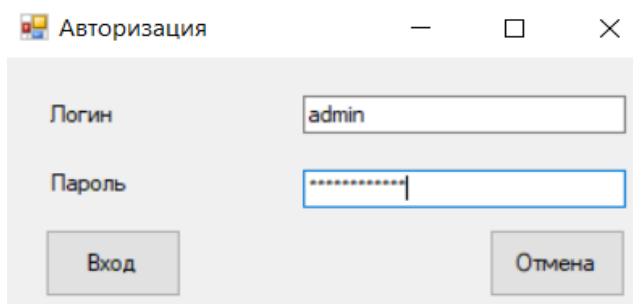 Авторизация
Логин admin
Пароль *************
Вход Отмена